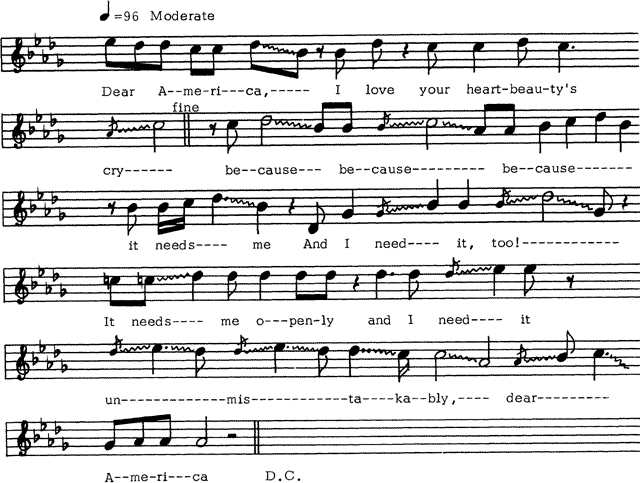 =96 Moderate
Dear A--me-ri---ca,----- I love your heart-beau-ty's
fine
cry------ be--cause--- be--cause--------- be--cause-------
it needs---- me And I need---- it, too!------------
It needs---- me o---pen-ly and I need---- it
un-------------mis------------ta----ka--bly,---- dear---------
A--me-ri---ca D.C.